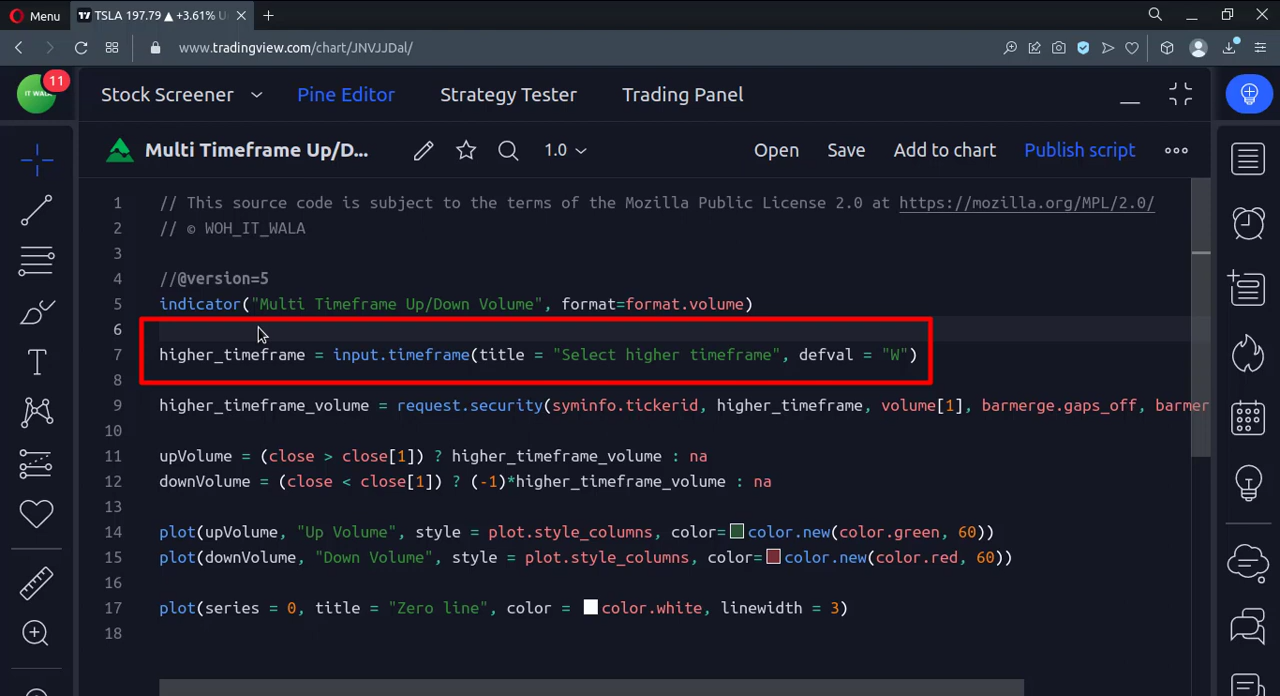 Menu
TSLA 197.79 ▲ +3.61% U
www.tradingview.com/chart/JNVJJDal/
11
IT WALA
Stock Screener
Pine Editor
Strategy Tester
Trading Panel
Multi Timeframe Up/D...
1.0
Open
Save
Add to chart
Publish script
1 // This source code is subject to the terms of the Mozilla Public License 2.0 at https://mozilla.org/MPL/2.0/
2 // © WOH_IT_WALA
3
4 //@version=5
5 indicator("Multi Timeframe Up/Down Volume", format=format.volume)
6
7 higher_timeframe = input.timeframe(title = "Select higher timeframe", defval = "W")
8
9 higher_timeframe_volume = request.security(syminfo.tickerid, higher_timeframe, volume[1], barmerge.gaps_off, barmer
10
11 upVolume = (close > close[1]) ? higher_timeframe_volume : na
12 downVolume = (close < close[1]) ? (-1)*higher_timeframe_volume : na
13
14 plot(upVolume, "Up Volume", style = plot.style_columns, color=color.new(color.green, 60))
15 plot(downVolume, "Down Volume", style = plot.style_columns, color=color.new(color.red, 60))
16
17 plot(series = 0, title = "Zero line", color = color.white, linewidth = 3)
18